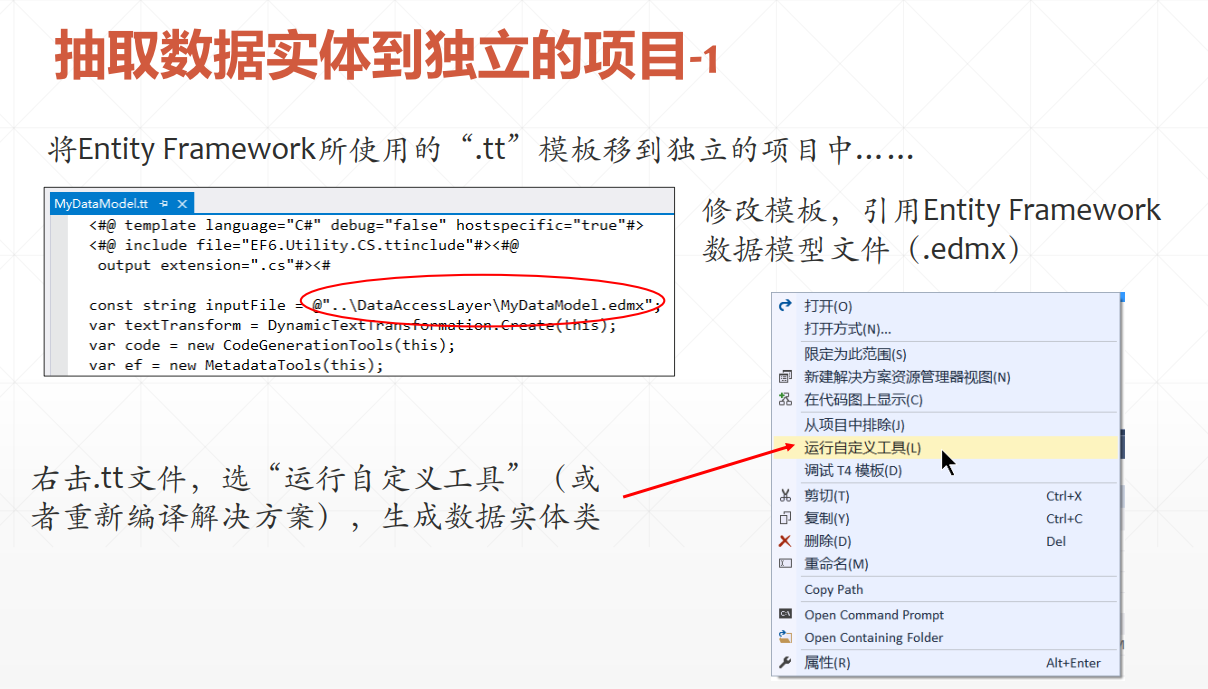 抽取数据实体到独立的项目-1
将Entity Framework所使用的“.tt”模板移到独立的项目中……
MyDataModel.tt
<#@ template language="C#" debug="false" hostspecific="true"#>
<#@ include file="EF6.Utility.CS.ttinclude"#><#@
output extension=".cs"#><#
const string inputFile = @"..\DataAccessLayer\MyDataModel.edmx";
var textTransform = DynamicTextTransformation.Create(this);
var code = new CodeGenerationTools(this);
var ef = new MetadataTools(this);
修改模板，引用Entity Framework
数据模型文件（.edmx）
右击.tt文件，选“运行自定义工具”（或
者重新编译解决方案），生成数据实体类
打开(O)
打开方式(N)...
限定为此范围(S)
新建解决方案资源管理器视图(N)
在代码图上显示(C)
从项目中排除(J)
运行自定义工具(L)
调试 T4 模板(D)
剪切(T) Ctrl+X
复制(Y) Ctrl+C
删除(D) Del
重命名(M)
Copy Path
Open Command Prompt
Open Containing Folder
属性(R) Alt+Enter